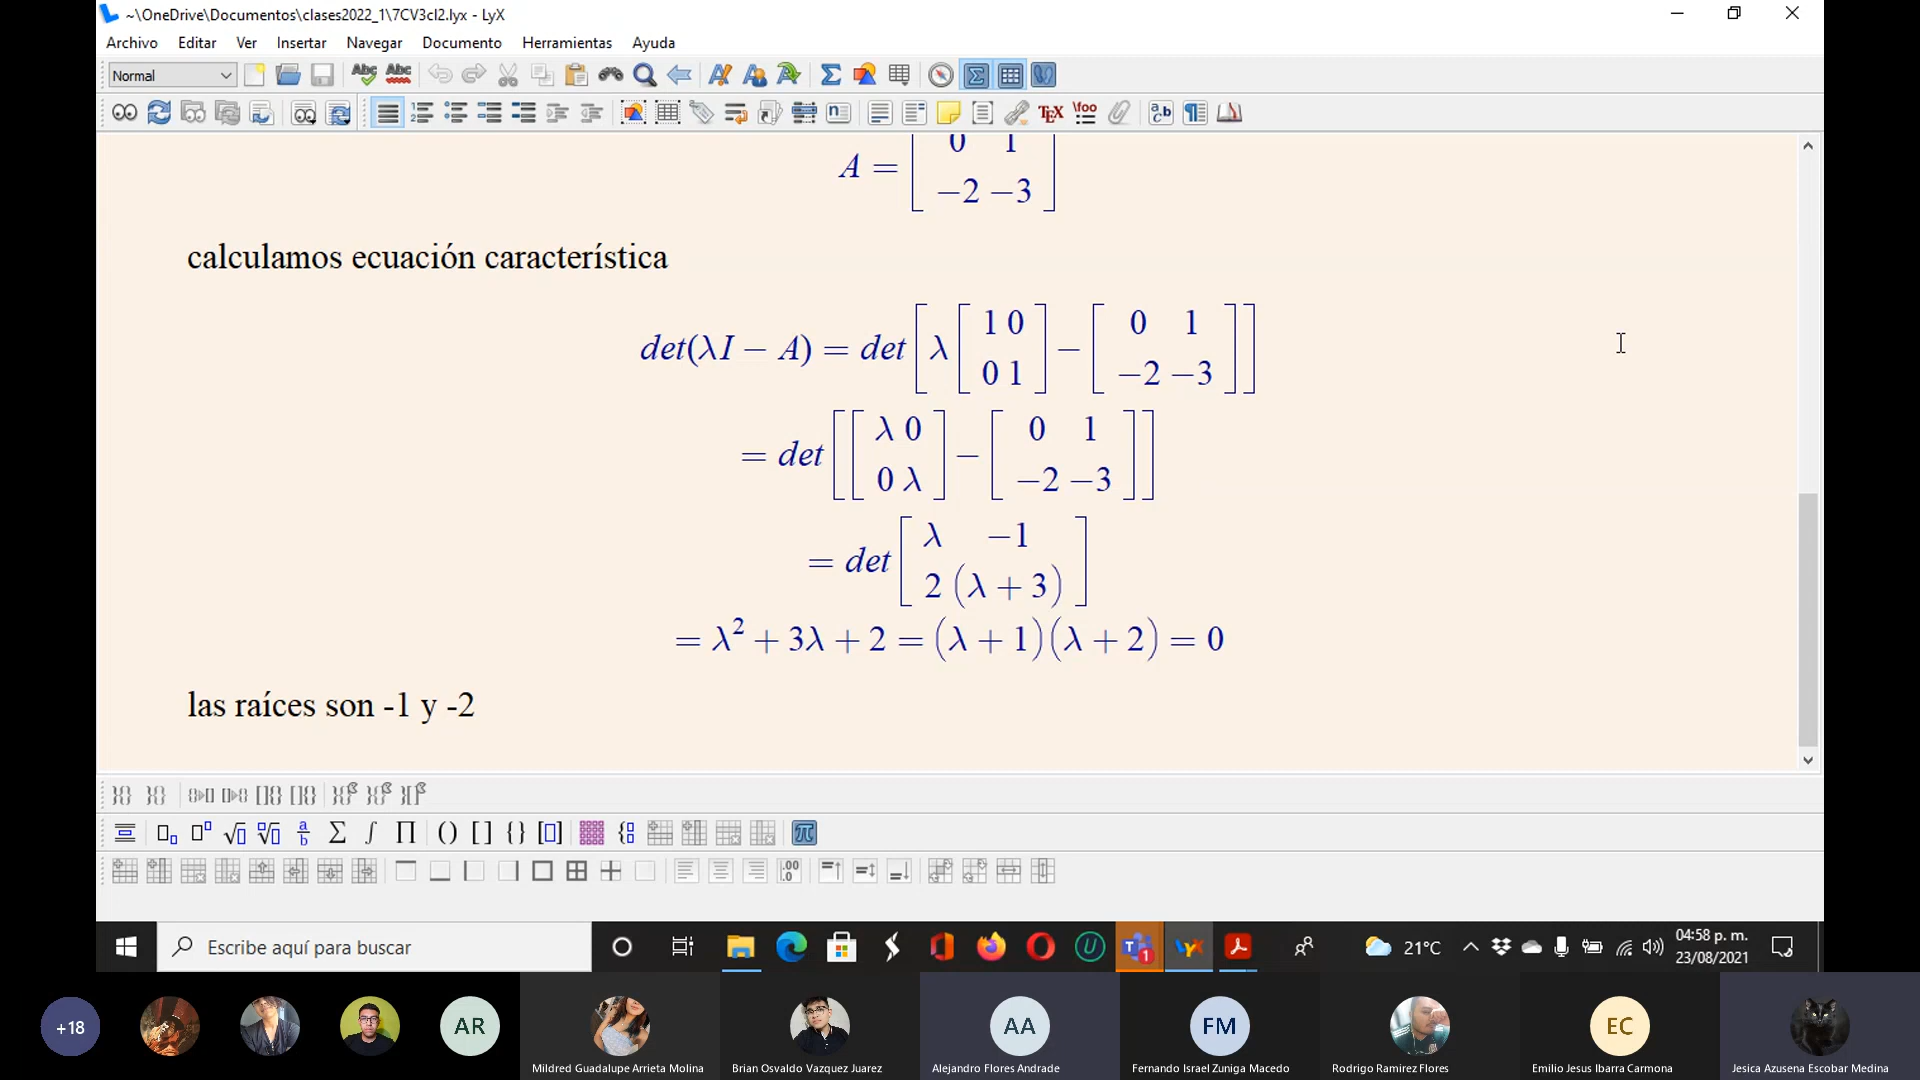 ~\OneDrive\Documentos\clases2022_1\7CV3cl2.lyx - LyX
Archivo Editar Ver Insertar Navegar Documento Herramientas Ayuda
Normal
A = [ 0 1
−2 −3 ]
calculamos ecuación característica
det(λI − A) = det [ λ [ 1 0
0 1 ] − [ 0 1
−2 −3 ] ]
= det [ [ λ 0
0 λ ] − [ 0 1
−2 −3 ] ]
= det [ λ −1
2 (λ + 3) ]
= λ² + 3λ + 2 = (λ + 1)(λ + 2) = 0
las raíces son -1 y -2
Escribe aquí para buscar
21°C
04:58 p. m.
23/08/2021
+18
AR
AA
FM
EC
Mildred Guadalupe Arrieta Molina
Brian Osvaldo Vazquez Juarez
Alejandro Flores Andrade
Fernando Israel Zuniga Macedo
Rodrigo Ramirez Flores
Emilio Jesus Ibarra Carmona
Jesica Azusena Escobar Medina